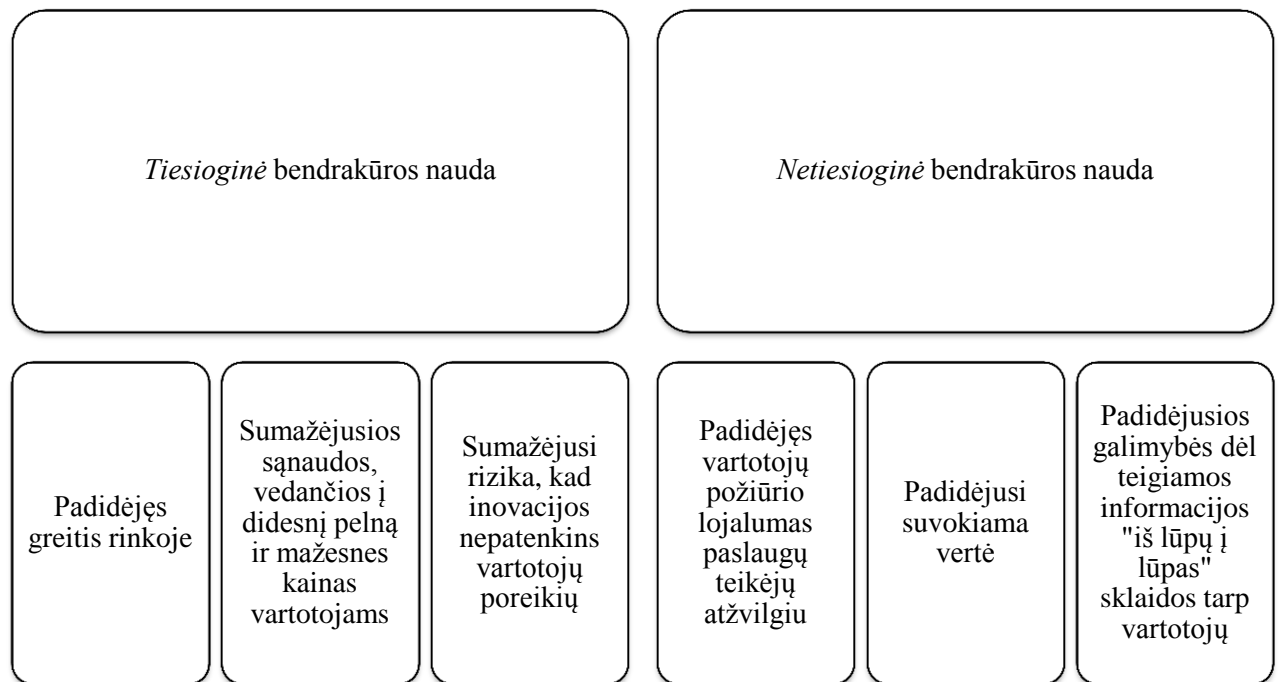 Tiesioginė bendrakūros nauda
Netiesioginė bendrakūros nauda
Padidėjęs
greitis rinkoje
Sumažėjusios
sąnaudos,
vedančios į
didesnį pelną
ir mažesnes
kainas
vartotojams
Sumažėjusi
rizika, kad
inovacijos
nepatenkins
vartotojų
poreikių
Padidėjęs
vartotojų
požiūrio
lojalumas
paslaugų
teikėjų
atžvilgiu
Padidėjusi
suvokiama
vertė
Padidėjusios
galimybės dėl
teigiamos
informacijos
"iš lūpų į
lūpas"
sklaidos tarp
vartotojų